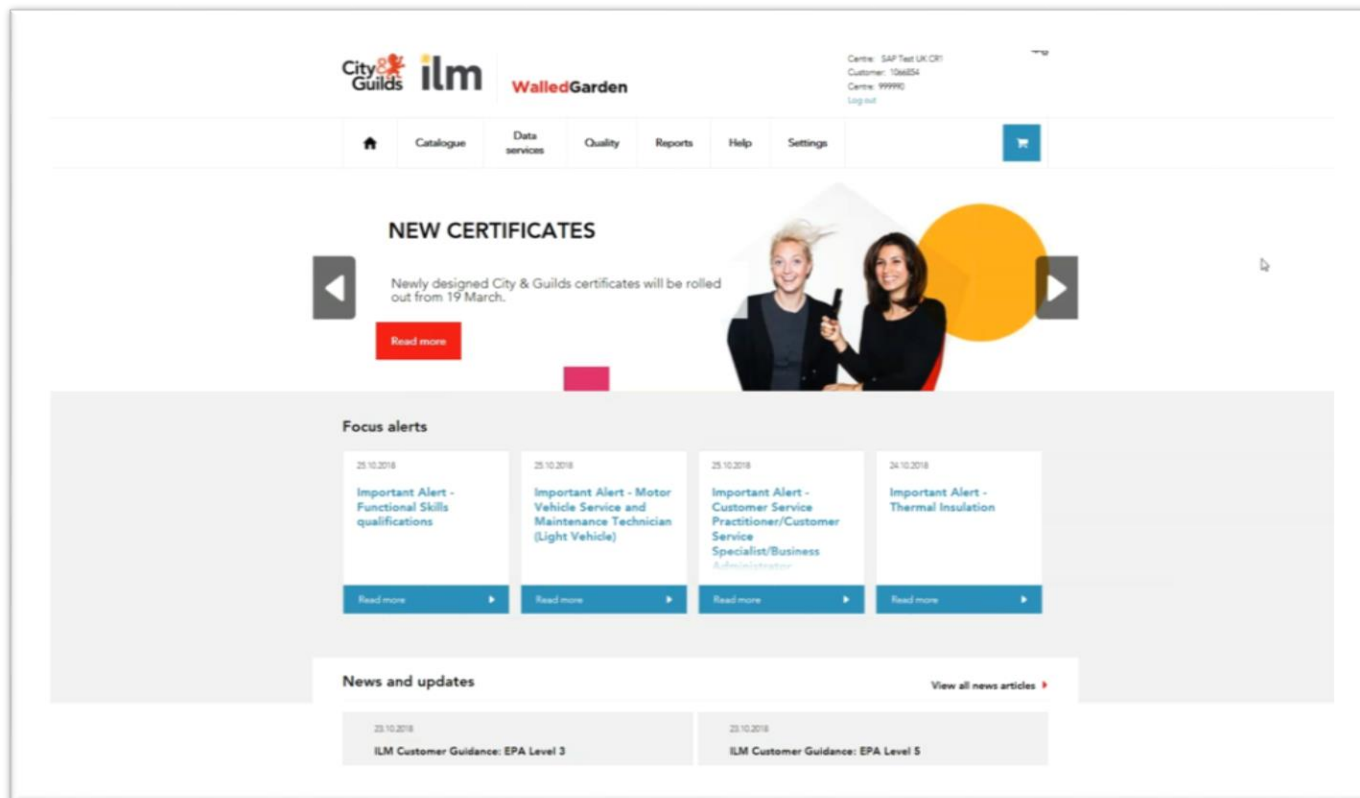 City & Guilds
ilm
WalledGarden
Centre: SAP Test UK CR1
Customer: 1066854
Centre: 999990
Log out
Catalogue
Data services
Quality
Reports
Help
Settings
NEW CERTIFICATES
Newly designed City & Guilds certificates will be rolled
out from 19 March.
Read more
Focus alerts
25.10.2018
Important Alert -
Functional Skills
qualifications
Read more
25.10.2018
Important Alert - Motor
Vehicle Service and
Maintenance Technician
(Light Vehicle)
Read more
25.10.2018
Important Alert -
Customer Service
Practitioner/Customer
Service
Specialist/Business
Administrator
Read more
24.10.2018
Important Alert -
Thermal Insulation
Read more
News and updates
View all news articles
23.10.2018
ILM Customer Guidance: EPA Level 3
23.10.2018
ILM Customer Guidance: EPA Level 5